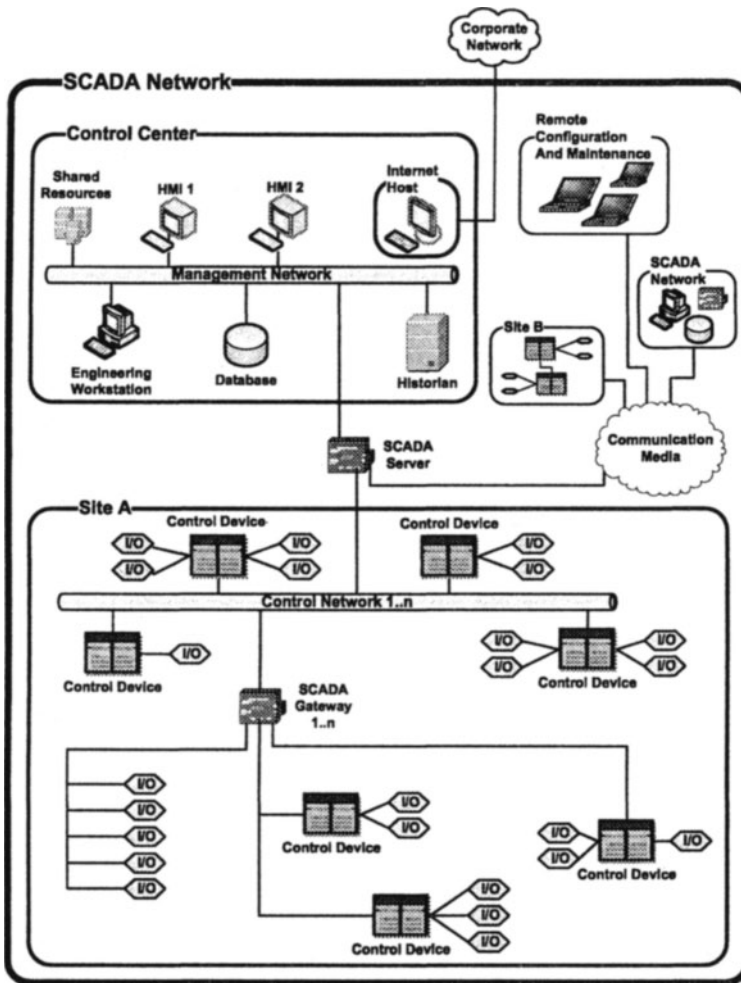 Corporate
Network
SCADA Network
Control Center
Remote
Configuration
And Maintenance
Shared
Resources
HMI 1
HMI 2
Internet
Host
Management Network
SCADA
Network
Engineering
Workstation
Database
Historian
Site B
SCADA
Server
Communication
Media
Site A
Control Device
I/O
I/O
I/O
I/O
Control Device
I/O
I/O
Control Network 1..n
I/O
Control Device
I/O
I/O
I/O
I/O
Control Device
SCADA
Gateway
1..n
I/O
I/O
I/O
I/O
I/O
I/O
I/O
Control Device
I/O
I/O
I/O
Control Device
I/O
I/O
I/O
Control Device